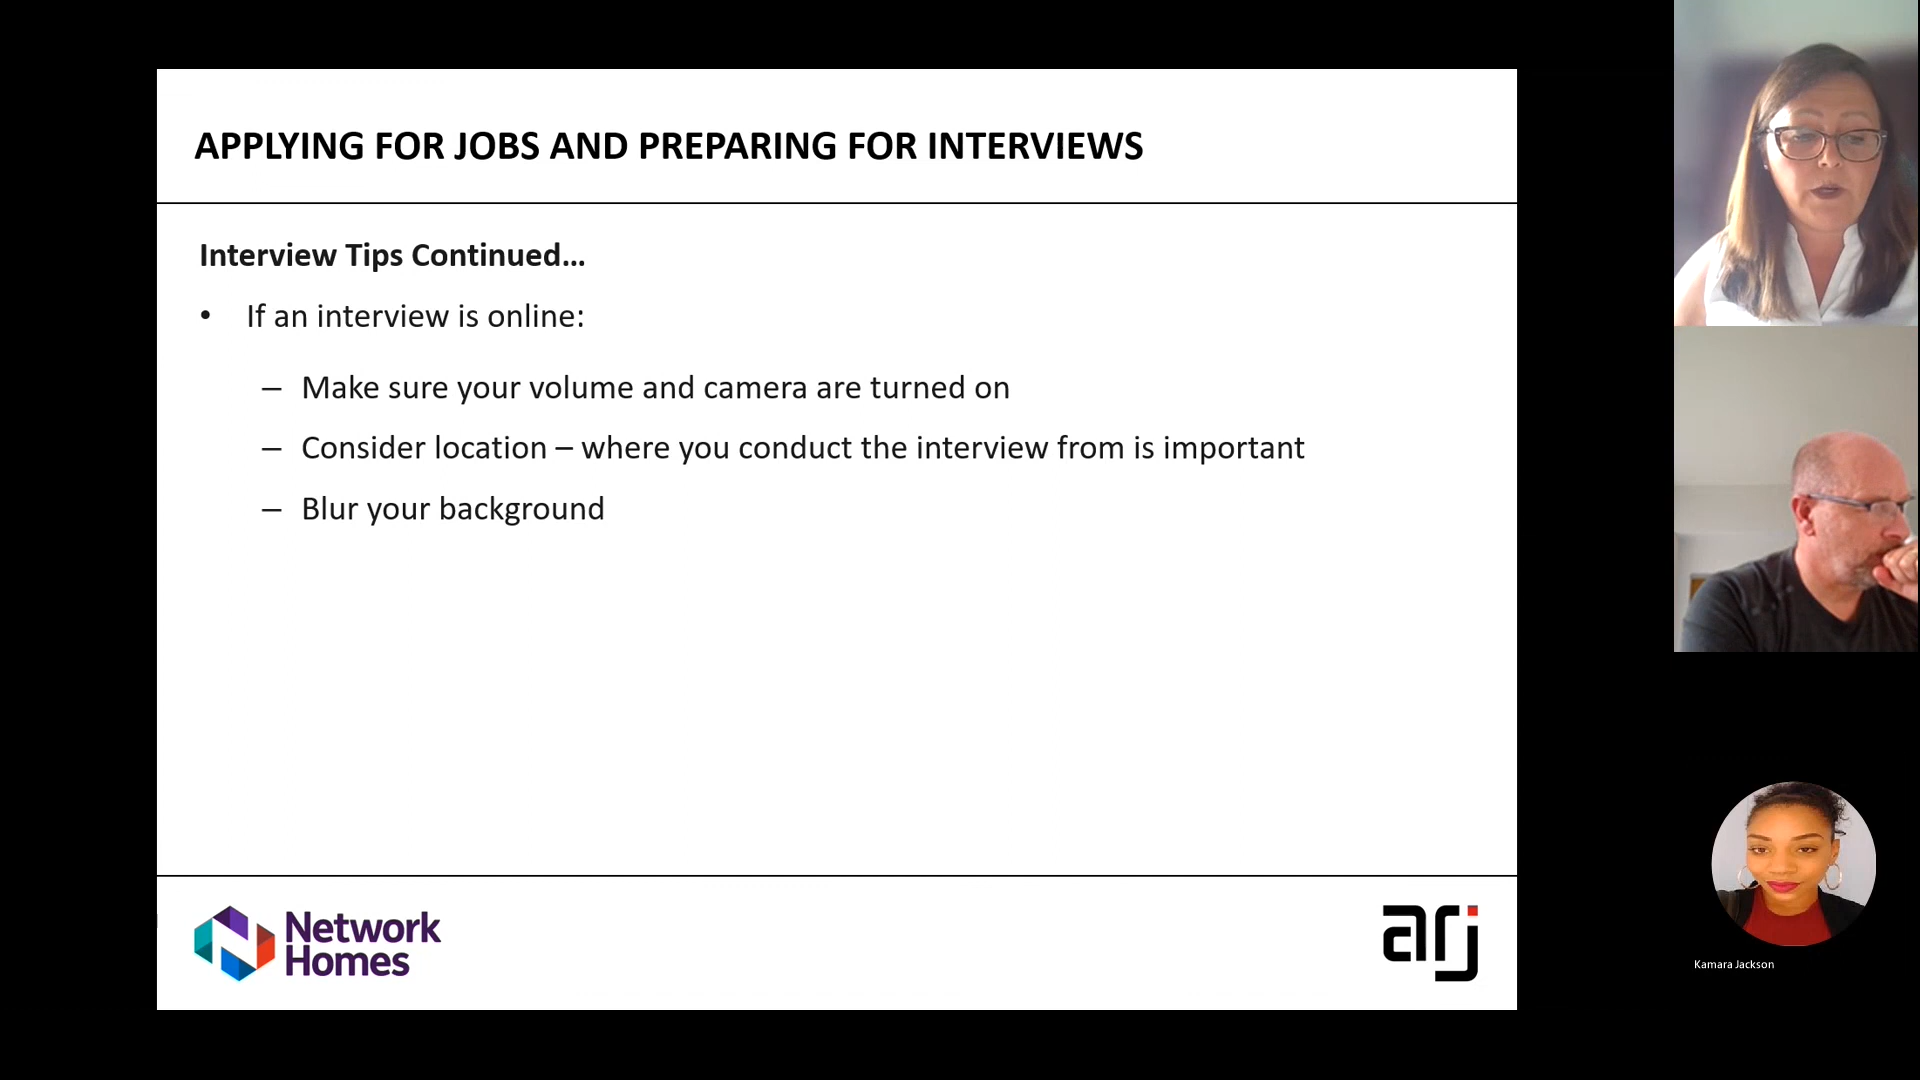 APPLYING FOR JOBS AND PREPARING FOR INTERVIEWS
Interview Tips Continued...
• If an interview is online:
– Make sure your volume and camera are turned on
– Consider location – where you conduct the interview from is important
– Blur your background
Network
Homes
arj
Kamara Jackson